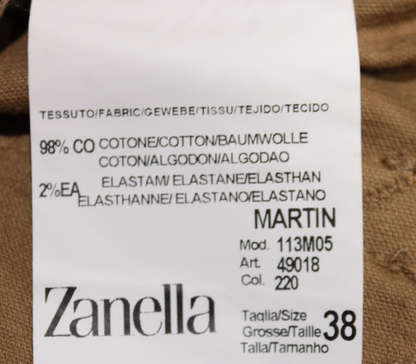 TESSUTO/FABRIC/GEWEBE/TISSU/TEJIDO/TECIDO
98% CO COTONE/COTTON/BAUMWOLLE
COTON/ALGODON/ALGODAO
2%EA ELASTAM/ ELASTANE/ELASTHAN
ELASTHANNE/ ELASTANO/ELASTANO
MARTIN
Mod. 113M05
Art. 49018
Col. 220
Zanella
Taglia/Size
Grosse/Taille 38
Talla/Tamanho